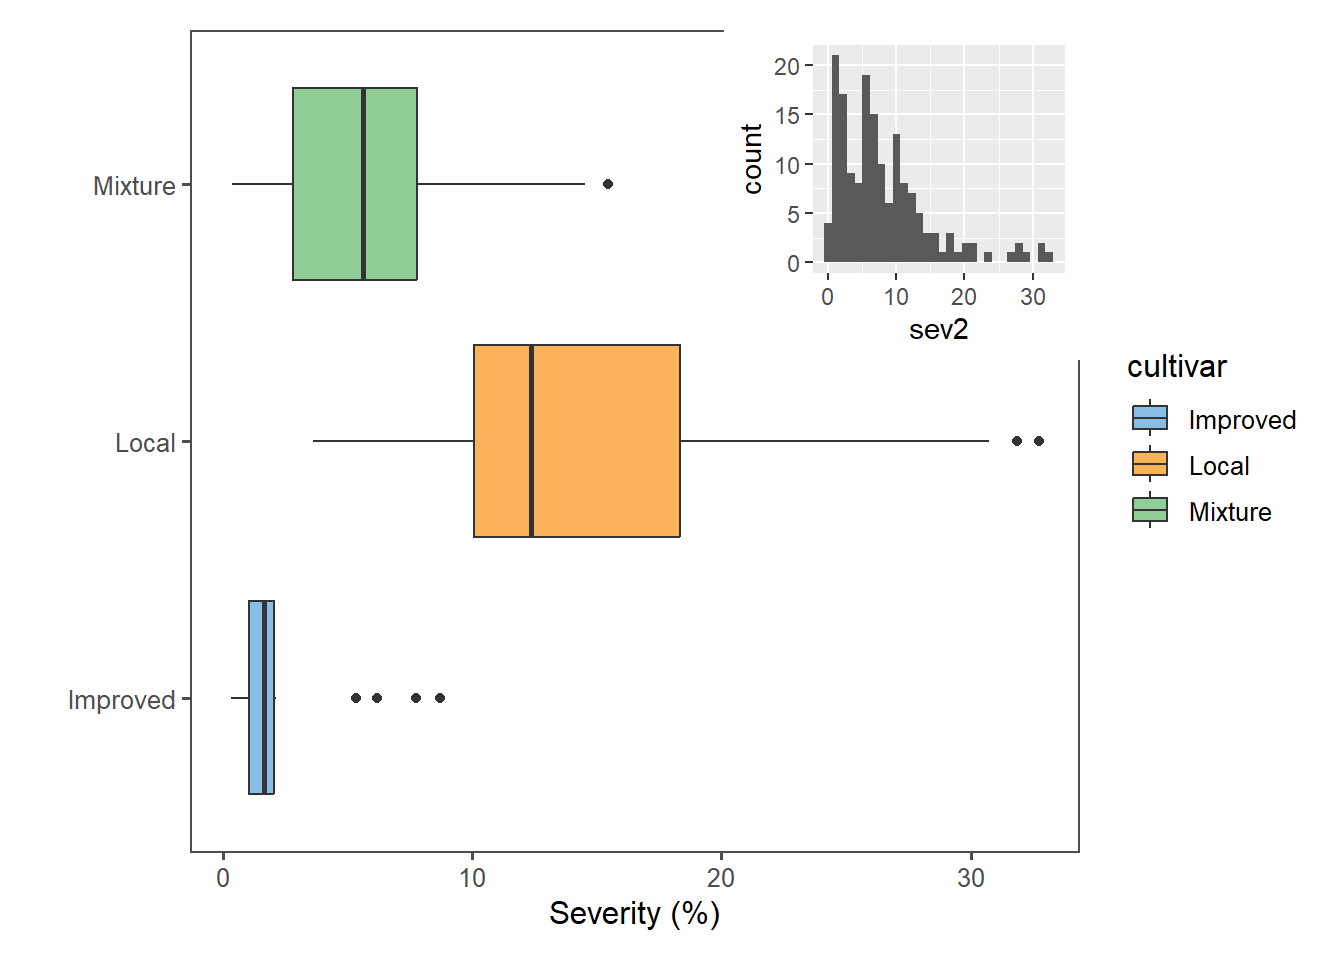 Mixture
Local
Improved
0
10
20
30
Severity (%)
20
15
10
5
0
count
0
10
20
30
sev2
cultivar
Improved
Local
Mixture